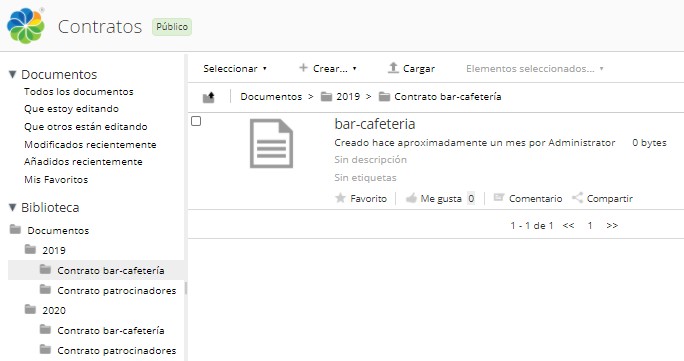 Contratos Público
Documentos
Todos los documentos
Que estoy editando
Que otros están editando
Modificados recientemente
Añadidos recientemente
Mis Favoritos
Biblioteca
Documentos
2019
Contrato bar-cafetería
Contrato patrocinadores
2020
Contrato bar-cafetería
Contrato patrocinadores
Seleccionar Crear... Cargar Elementos seleccionados...
Documentos > 2019 > Contrato bar-cafetería
bar-cafeteria
Creado hace aproximadamente un mes por Administrator 0 bytes
Sin descripción
Sin etiquetas
Favorito Me gusta 0 Comentario Compartir
1 - 1 de 1 << 1 >>